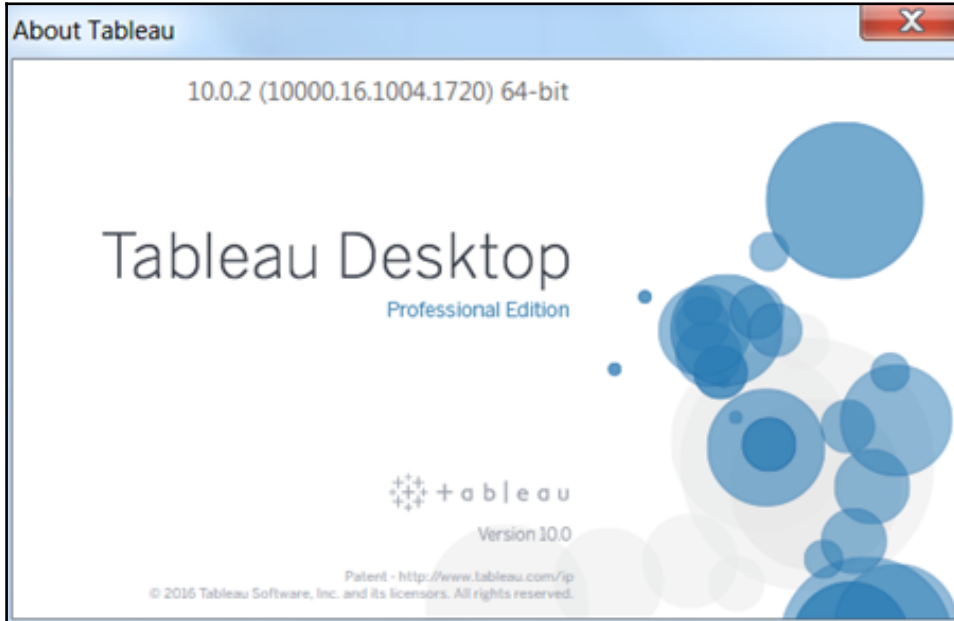 About Tableau
10.0.2 (10000.16.1004.1720) 64-bit
Tableau Desktop
Professional Edition
+ a b | e a u
Version 10.0
Patent - http://www.tableau.com/ip
© 2016 Tableau Software, Inc. and its licensors. All rights reserved.